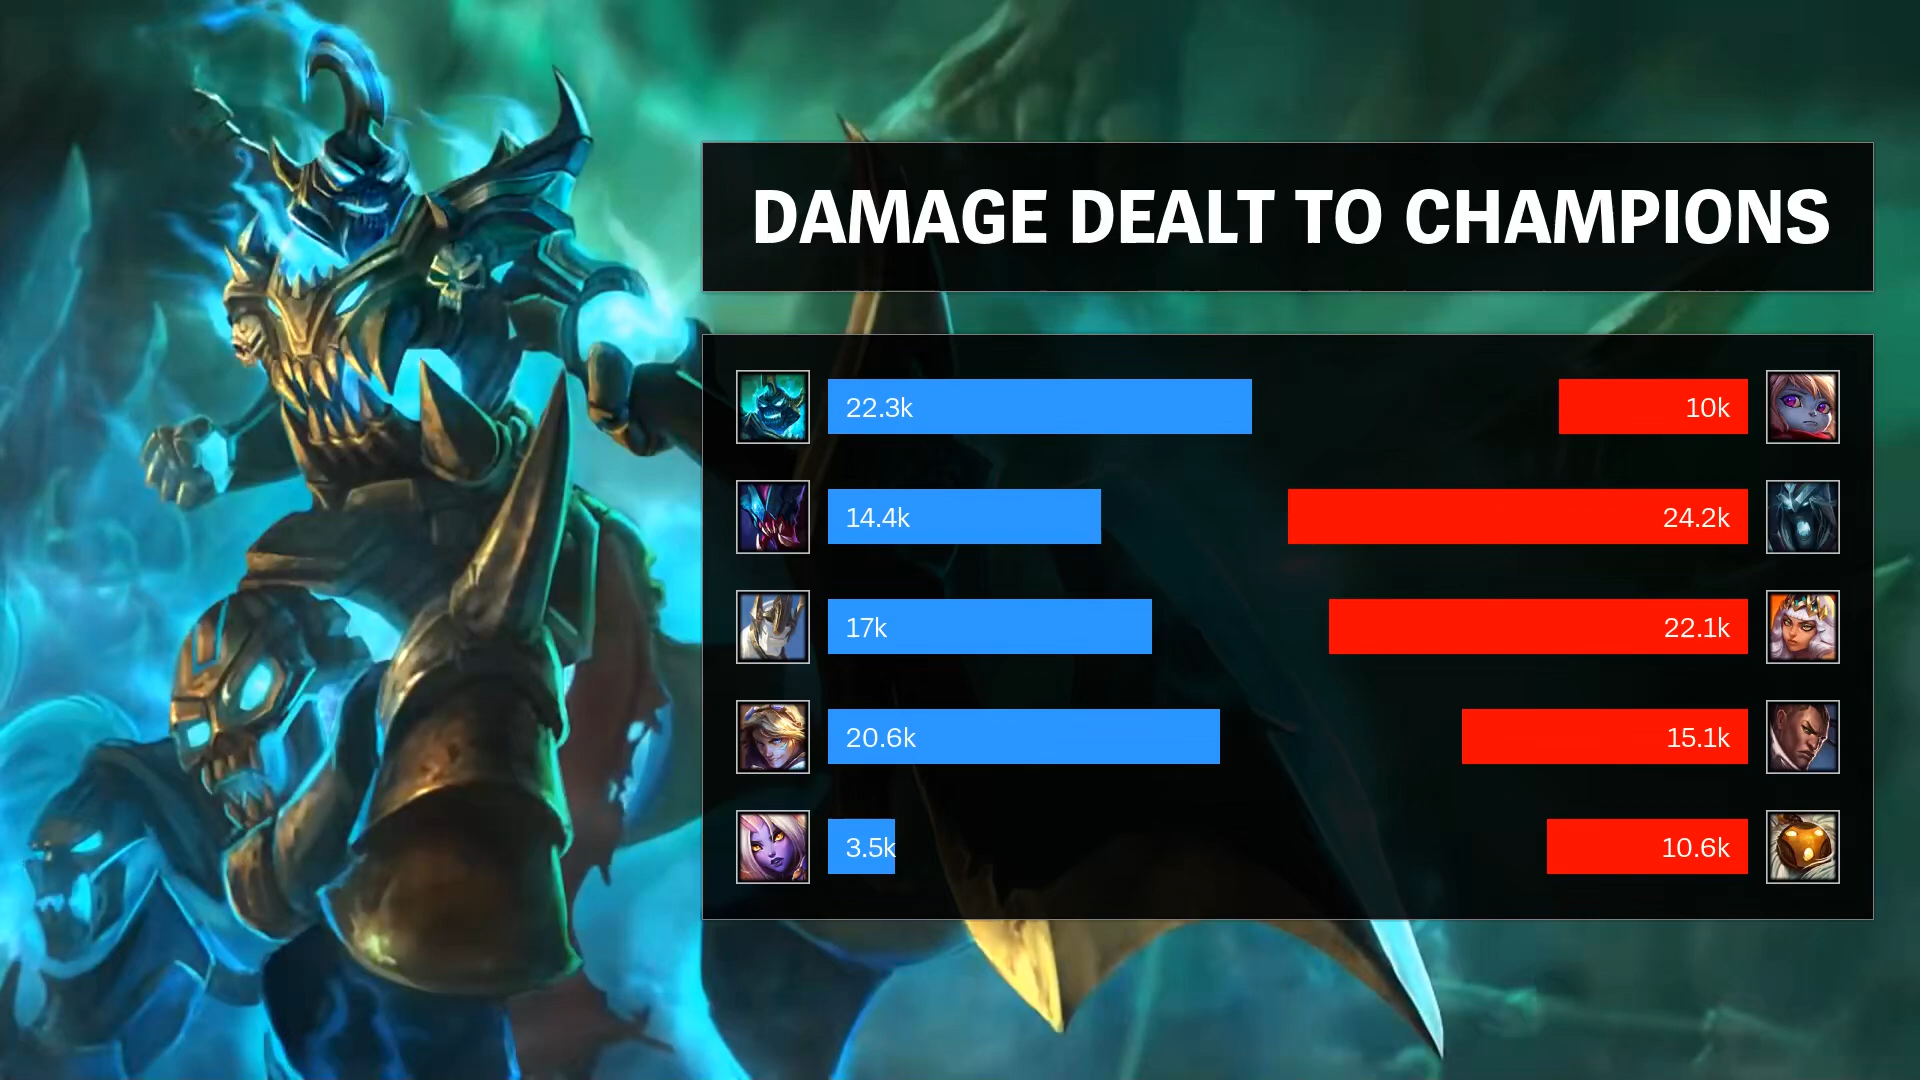 DAMAGE DEALT TO CHAMPIONS
22.3k 10k
14.4k 24.2k
17k 22.1k
20.6k 15.1k
3.5k 10.6k